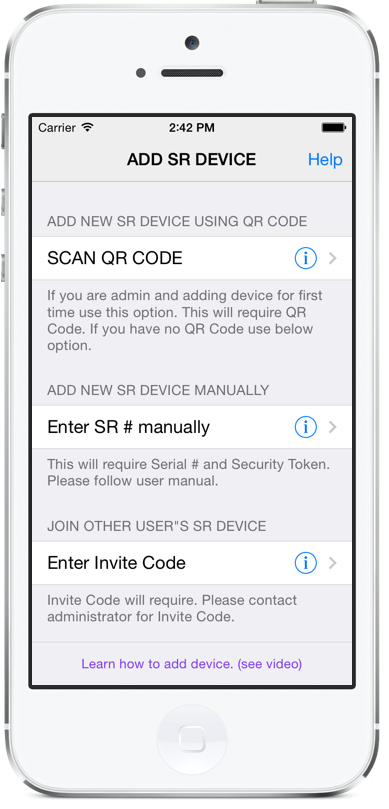 Carrier 2:42 PM
ADD SR DEVICE Help
ADD NEW SR DEVICE USING QR CODE
SCAN QR CODE
If you are admin and adding device for first
time use this option. This will require QR
Code. If you have no QR Code use below
option.
ADD NEW SR DEVICE MANUALLY
Enter SR # manually
This will require Serial # and Security Token.
Please follow user manual.
JOIN OTHER USER"S SR DEVICE
Enter Invite Code
Invite Code will require. Please contact
administrator for Invite Code.
Learn how to add device. (see video)